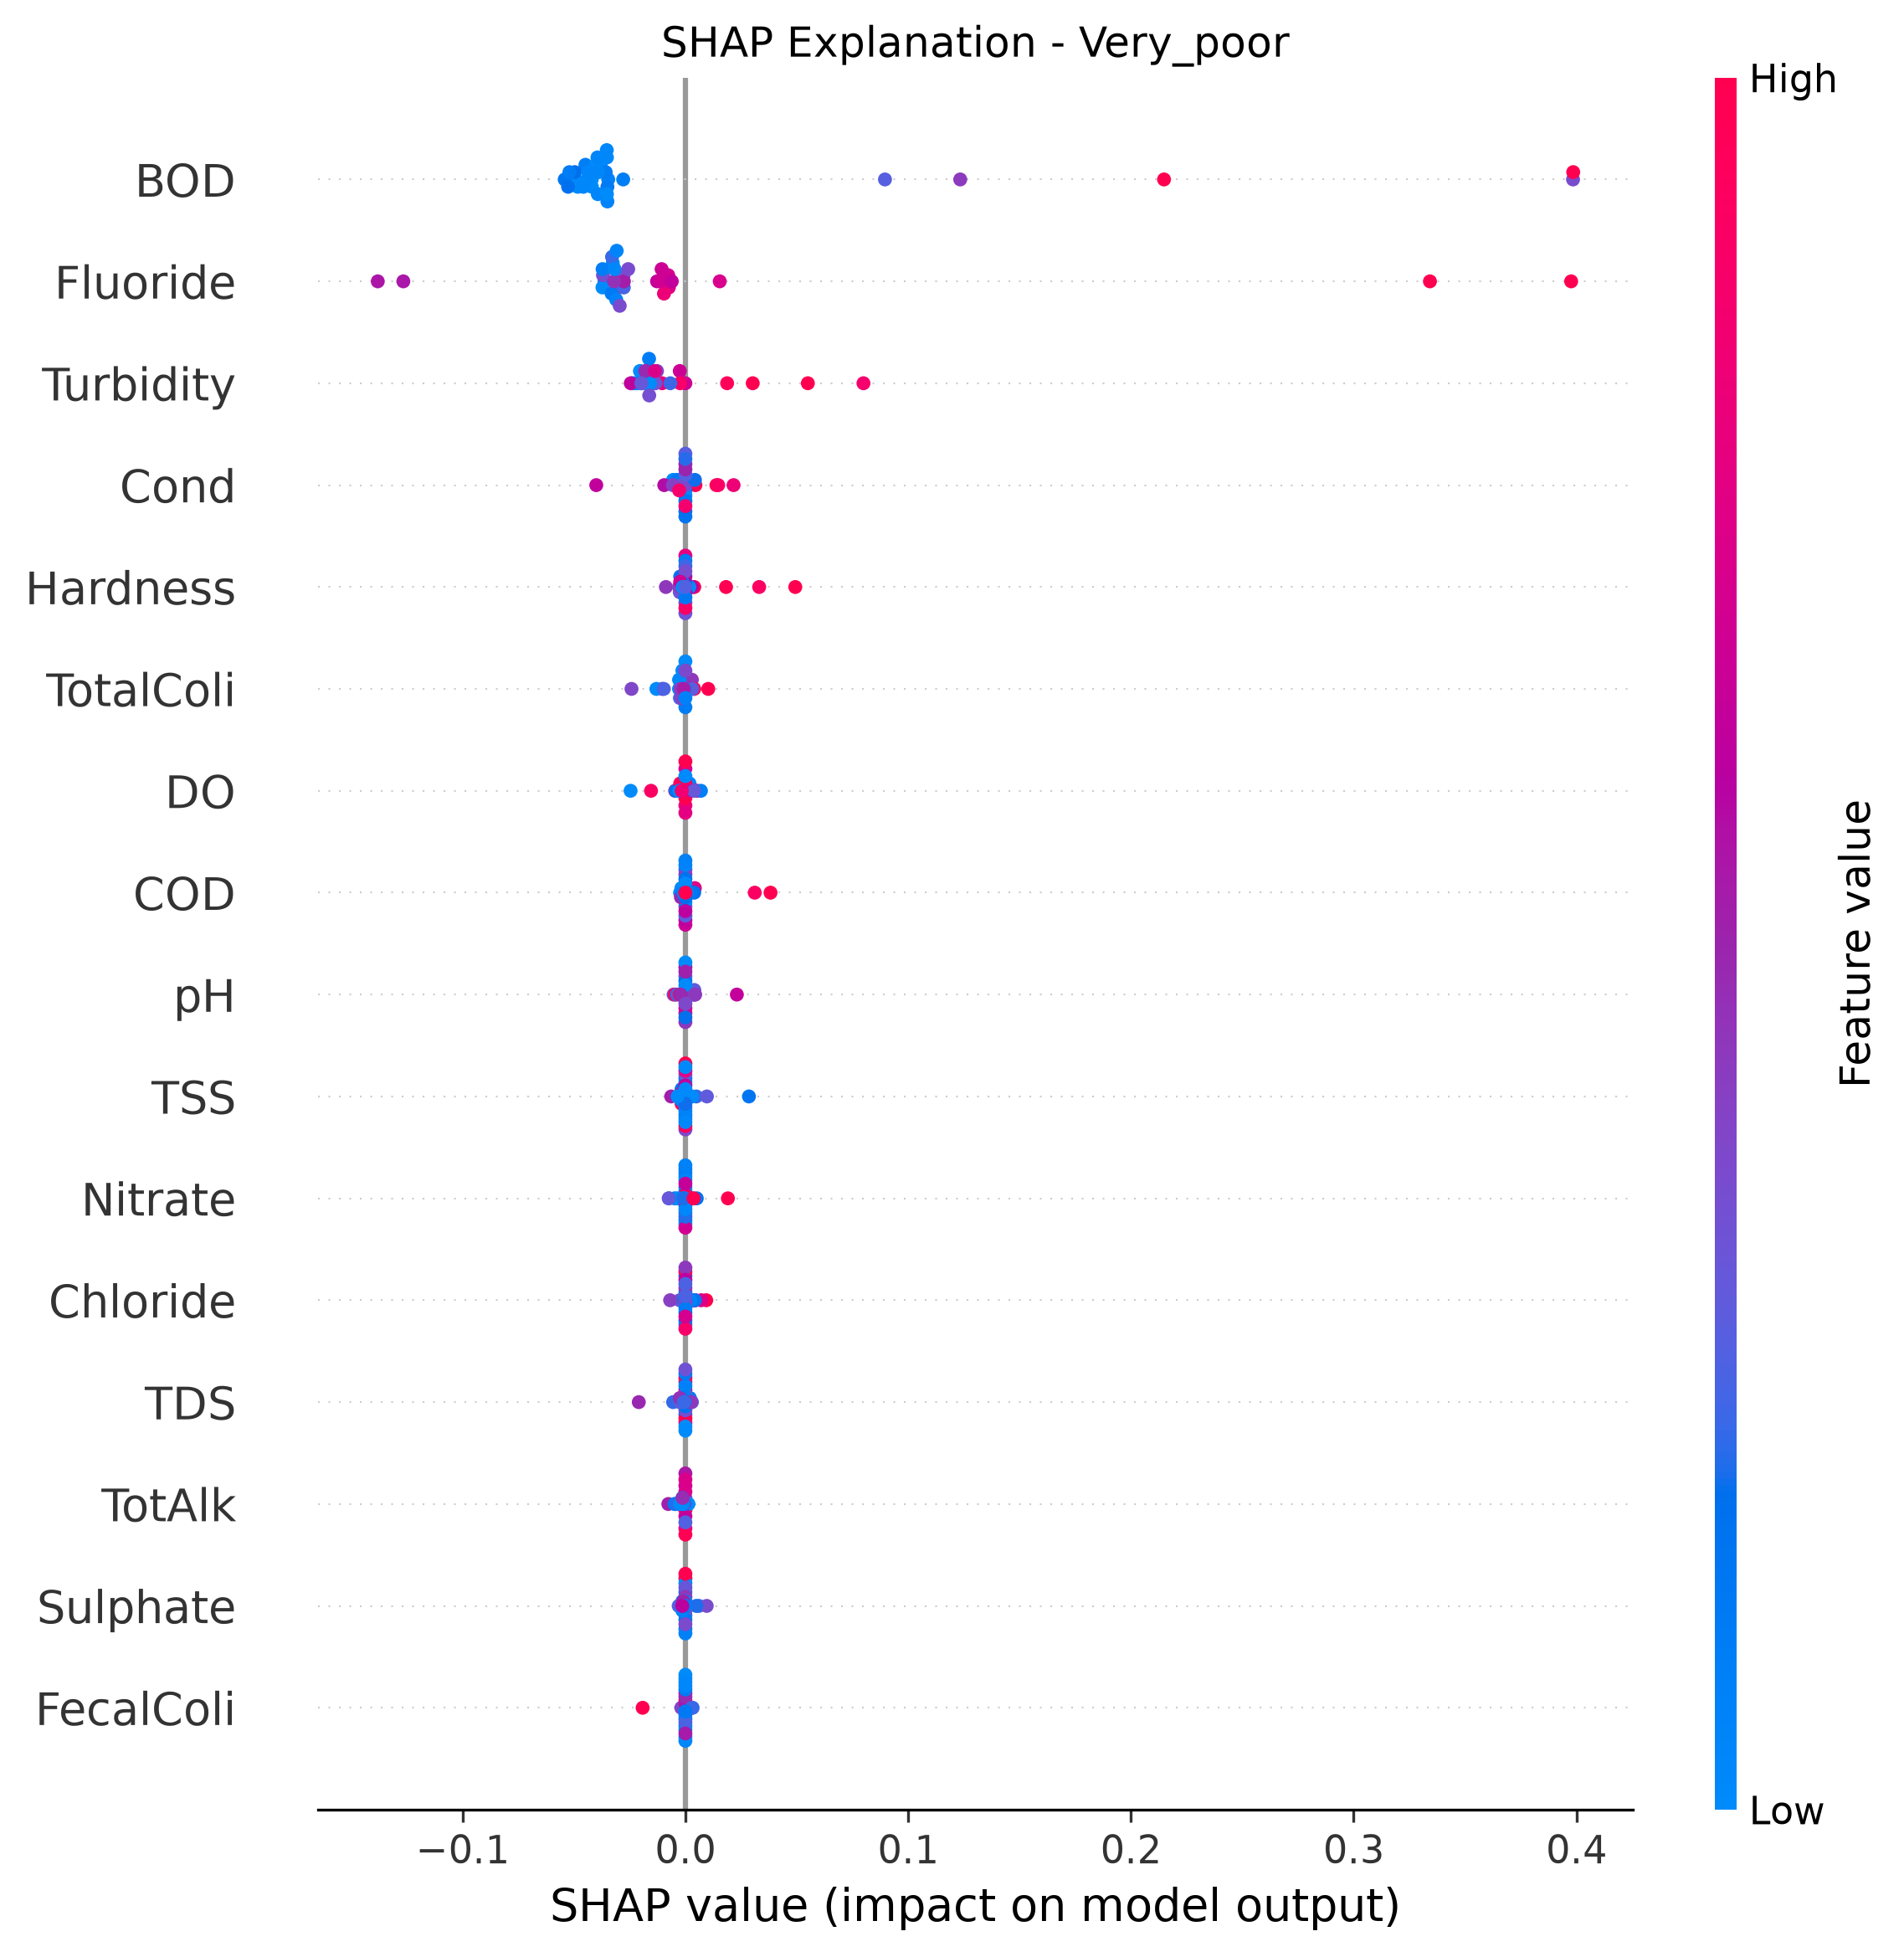 SHAP Explanation - Very_poor
High
BOD
Fluoride
Turbidity
Cond
Hardness
TotalColi
DO
COD
pH
TSS
Nitrate
Chloride
TDS
TotAlk
Sulphate
FecalColi
Feature value
Low
−0.1 0.0 0.1 0.2 0.3 0.4
SHAP value (impact on model output)